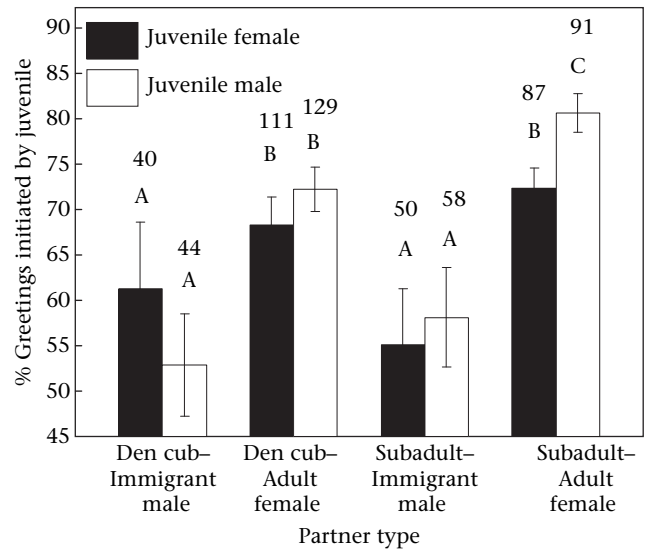 % Greetings initiated by juvenile
90
85
80
75
70
65
60
55
50
45
Juvenile female
Juvenile male
40
A
44
A
111
B
129
B
50
A
58
A
87
B
91
C
Den cub–
Immigrant
male
Den cub–
Adult
female
Subadult–
Immigrant
male
Subadult–
Adult
female
Partner type